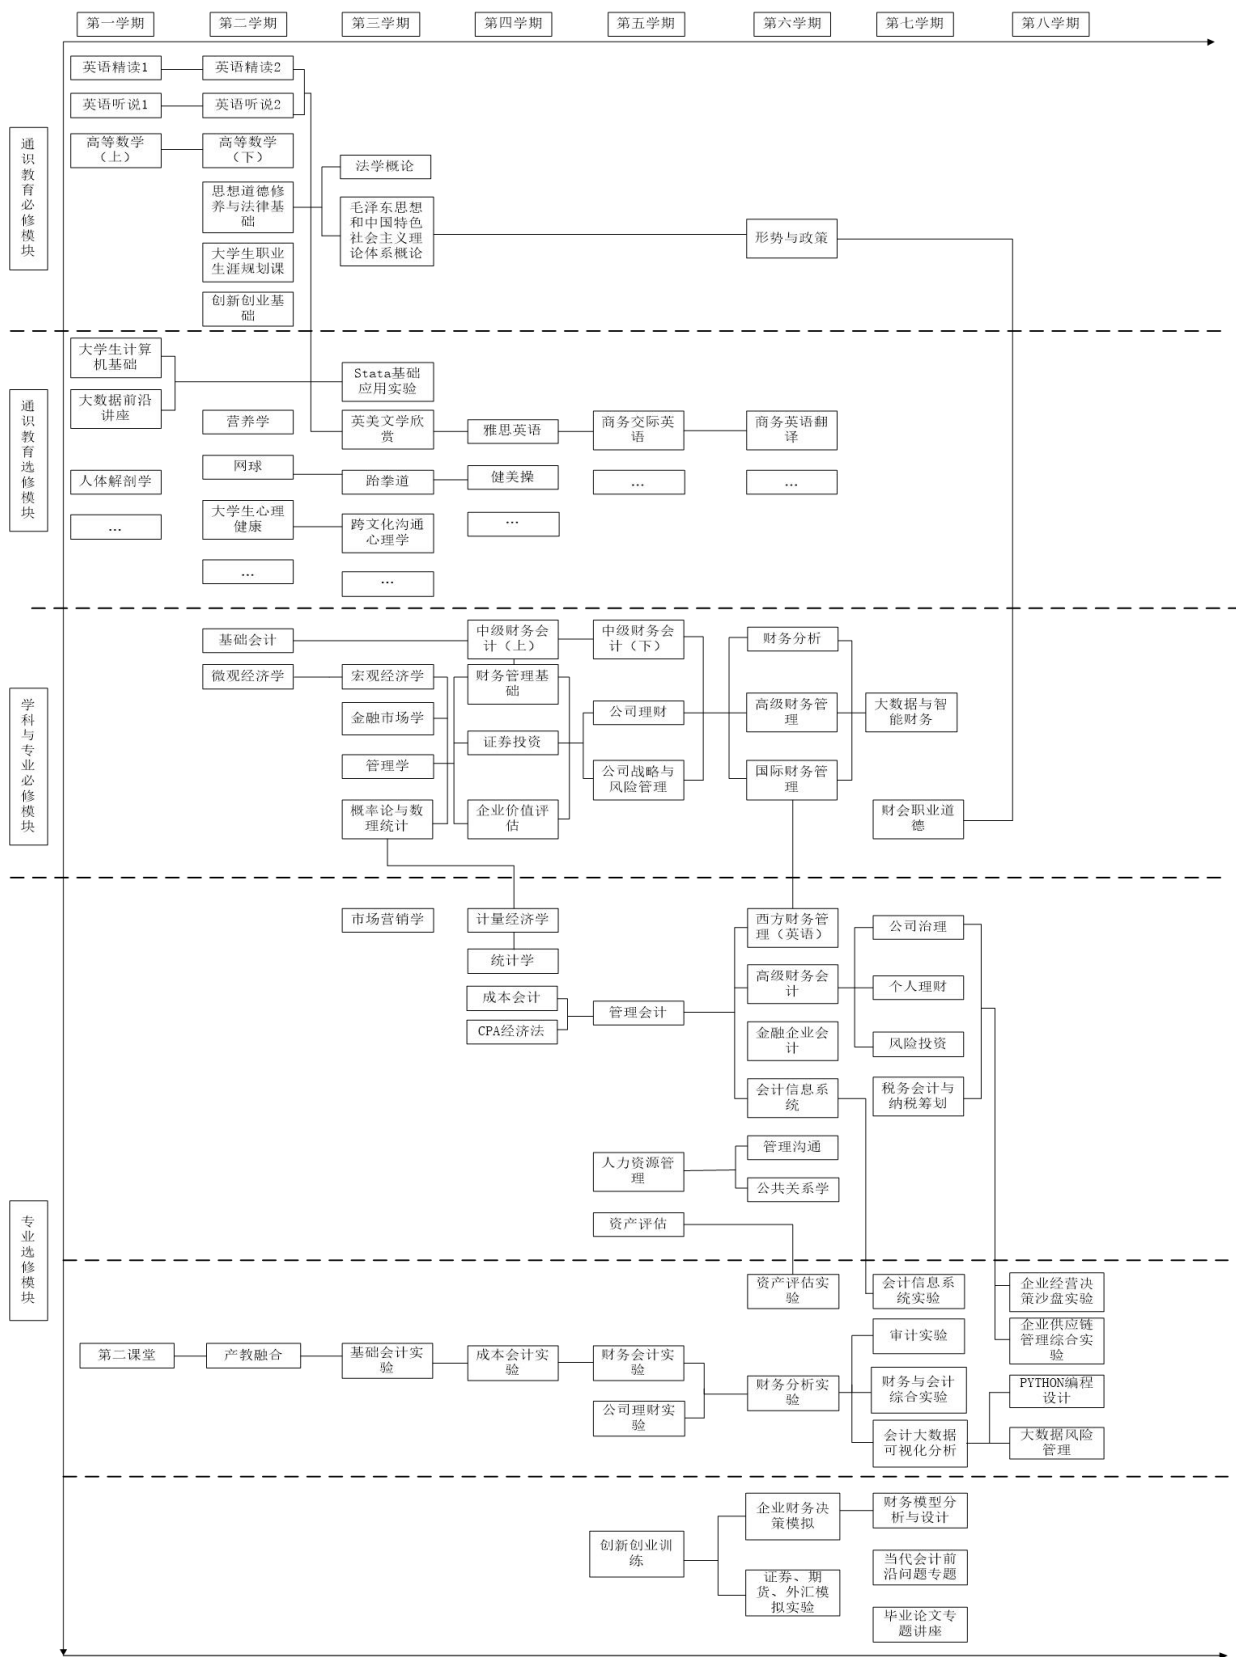 第一学期
第二学期
第三学期
第四学期
第五学期
第六学期
第七学期
第八学期
通识教育必修模块
英语精读1
英语精读2
英语听说1
英语听说2
高等数学
（上）
高等数学
（下）
思想道德修
养与法律基
础
法学概论
毛泽东思想
和中国特色
社会主义理
论体系概论
形势与政策
大学生职业
生涯规划课
创新创业基
础
通识教育选修模块
大学生计算
机基础
大数据前沿
讲座
人体解剖学
…
营养学
网球
大学生心理
健康
…
Stata基础
应用实验
英美文学欣
赏
跆拳道
跨文化沟通
心理学
…
雅思英语
健美操
…
商务交际英
语
…
商务英语翻
译
…
学科与专业必修模块
基础会计
微观经济学
宏观经济学
金融市场学
管理学
概率论与数
理统计
中级财务会
计（上）
财务管理基
础
证券投资
企业价值评
估
中级财务会
计（下）
公司理财
公司战略与
风险管理
财务分析
高级财务管
理
国际财务管
理
大数据与智
能财务
财会职业道
德
专业选修模块
市场营销学
计量经济学
统计学
成本会计
CPA经济法
管理会计
人力资源管
理
资产评估
西方财务管
理（英语）
高级财务会
计
金融企业会
计
会计信息系
统
管理沟通
公共关系学
公司治理
个人理财
风险投资
税务会计与
纳税筹划
资产评估实
验
会计信息系
统实验
企业经营决
策沙盘实验
企业供应链
管理综合实
验
第二课堂
产教融合
基础会计实
验
成本会计实
验
财务会计实
验
公司理财实
验
财务分析实
验
审计实验
财务与会计
综合实验
会计大数据
可视化分析
PYTHON编程
设计
大数据风险
管理
创新创业训
练
企业财务决
策模拟
证券、期
货、外汇模
拟实验
财务模型分
析与设计
当代会计前
沿问题专题
毕业论文专
题讲座